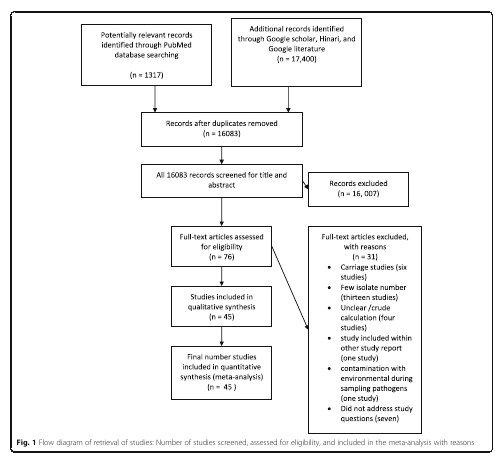 Potentially relevant records
identified through PubMed
database searching
(n = 1317)
Additional records identified
through Google scholar, Hinari, and
Google literature
(n = 17,400)
Records after duplicates removed
(n = 16083)
All 16083 records screened for title and
abstract
Records excluded
(n = 16, 007)
Full-text articles assessed
for eligibility
(n = 76)
Full-text articles excluded,
with reasons
(n = 31)
• Carriage studies (six
studies)
• Few isolate number
(thirteen studies)
• Unclear /crude
calculation (four
studies)
• study included within
other study report
(one study)
• contamination with
environmental during
sampling pathogens
(one study)
• Did not address study
questions (seven)
Studies included in
qualitative synthesis
(n = 45)
Final number studies
included in quantitative
synthesis (meta-analysis)
(n = 45 )
Fig. 1 Flow diagram of retrieval of studies: Number of studies screened, assessed for eligibility, and included in the meta-analysis with reasons